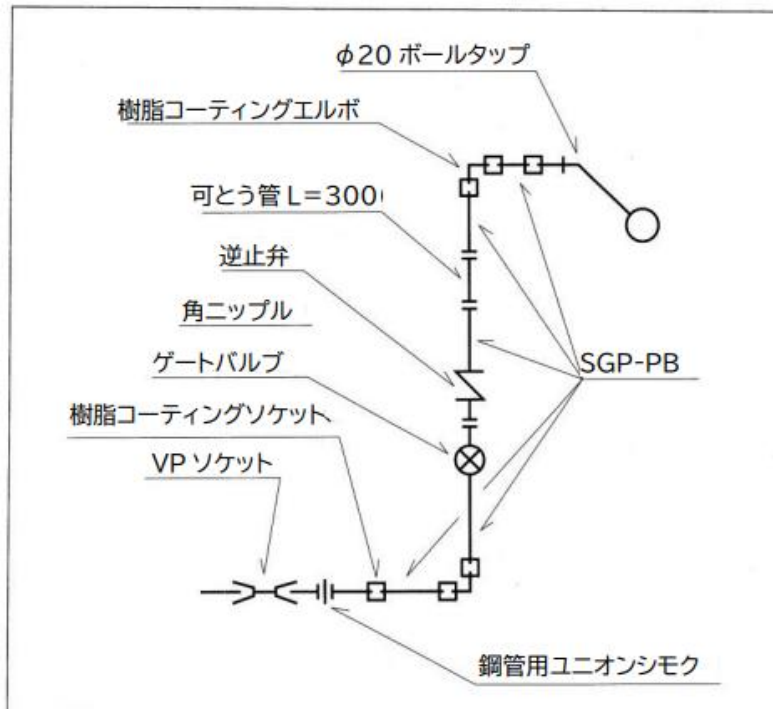 φ20 ボールタップ
樹脂コーティングエルボ
可とう管 L=300
逆止弁
角ニップル
ゲートバルブ
SGP-PB
樹脂コーティングソケット
VP ソケット
鋼管用ユニオンシモク